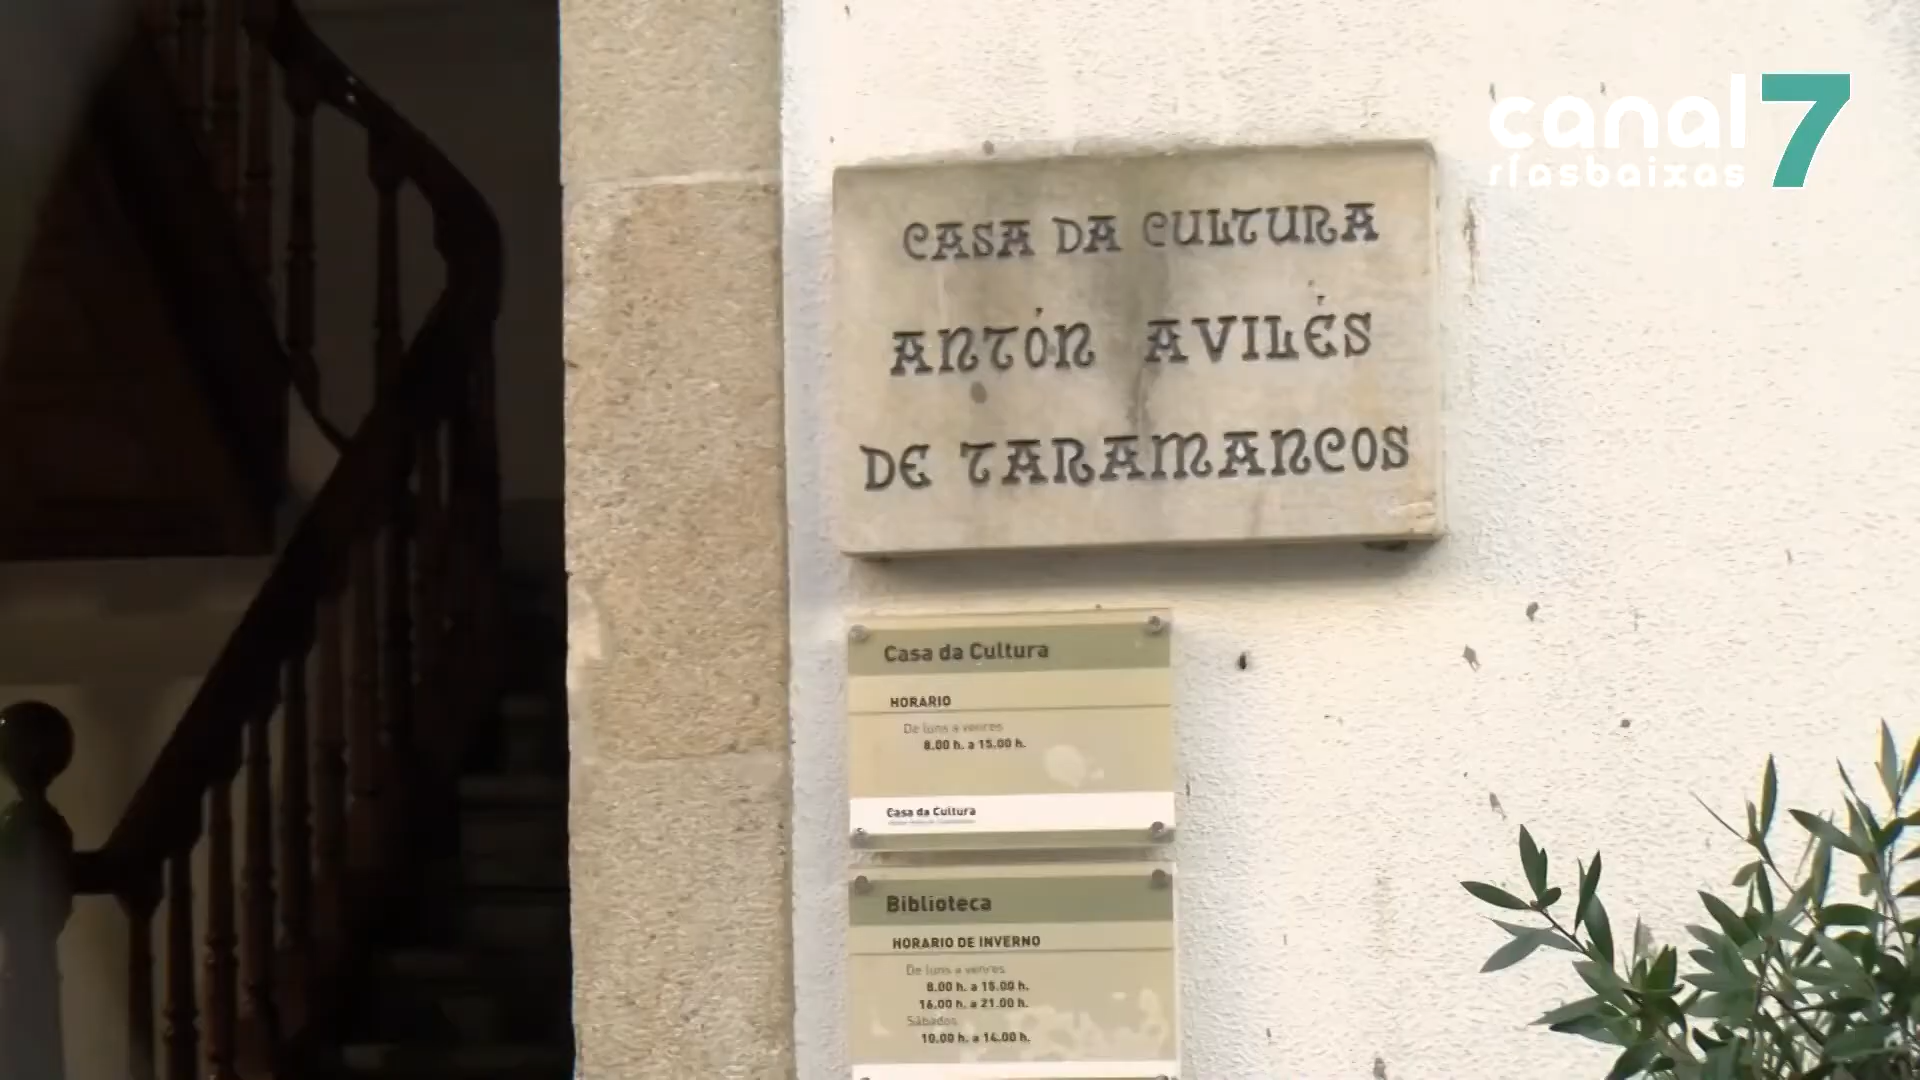 canal 7
ríasbaixas
CASA DA CULTURA
ANTÓN AVILÉS
DE TARAMANCOS
Casa da Cultura
HORARIO
De luns a venres
8.00 h. a 15.00 h.
Casa da Cultura
Biblioteca
HORARIO DE INVERNO
De luns a venres
8.00 h. a 15.00 h.
16.00 h. a 21.00 h.
Sábados
10.00 h. a 14.00 h.